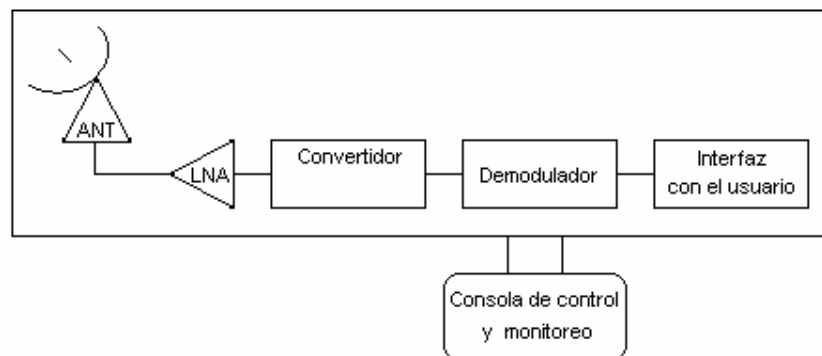 ANT
LNA
Convertidor
Demodulador
Interfaz
con el usuario
Consola de control
y monitoreo